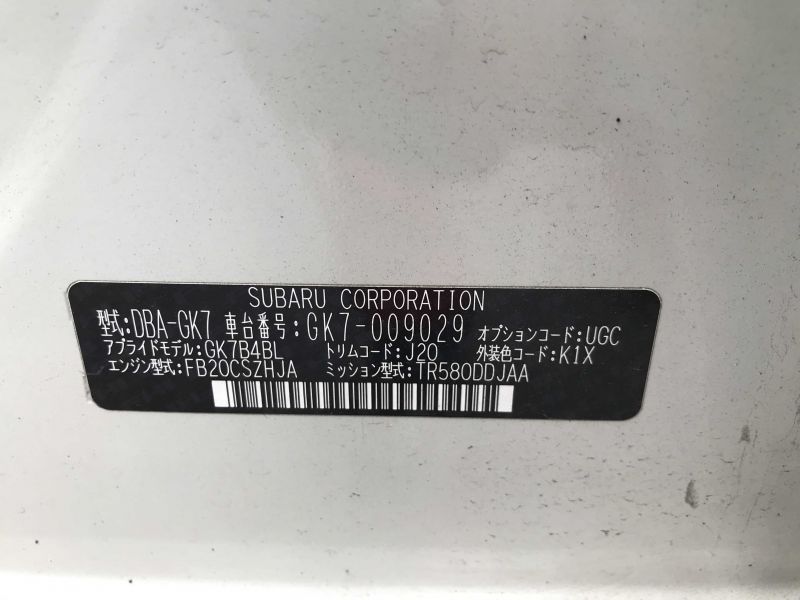 SUBARU CORPORATION
型式:DBA-GK7 車台番号:GK7-009029 オプションコード:UGC
アプライドモデル:GK7B4BL トリムコード:J20 外装色コード:K1X
エンジン型式:FB20CSZHJA ミッション型式:TR580DDJAA